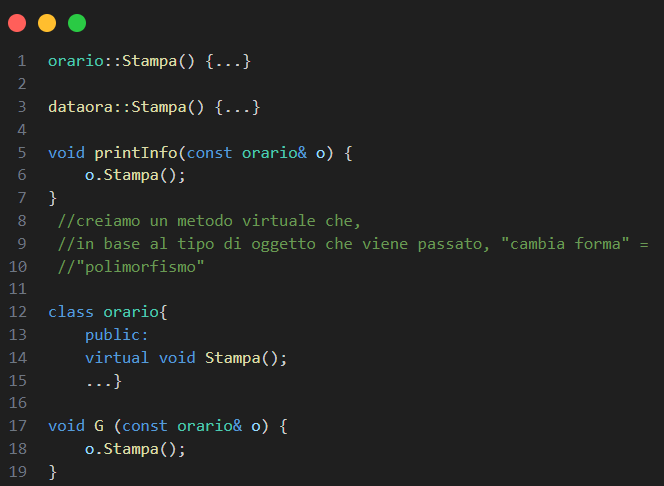 1 orario::Stampa() {...}
2
3 dataora::Stampa() {...}
4
5 void printInfo(const orario& o) {
6     o.Stampa();
7 }
8  //creiamo un metodo virtuale che,
9  //in base al tipo di oggetto che viene passato, "cambia forma" =
10  //"polimorfismo"
11
12 class orario{
13     public:
14     virtual void Stampa();
15     ...}
16
17 void G (const orario& o) {
18     o.Stampa();
19 }